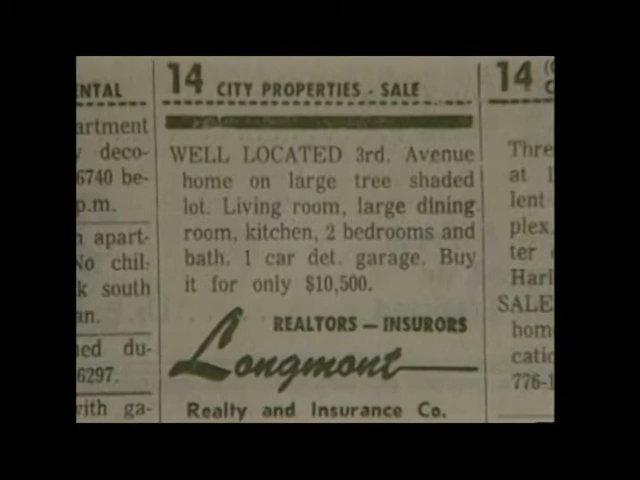 NTAL
artment
deco-
6740 be-
p.m.
apart-
No chil-
k south
an.
ed du-
6297.
with ga-
14 CITY PROPERTIES - SALE
WELL LOCATED 3rd. Avenue
home on large tree shaded
lot. Living room, large dining
room, kitchen, 2 bedrooms and
bath. 1 car det. garage. Buy
it for only $10,500.
REALTORS — INSURORS
Longmont
Realty and Insurance Co.
14
Thre
at
lent
plex.
ter
Harl
SALE
hom
catic
776-1